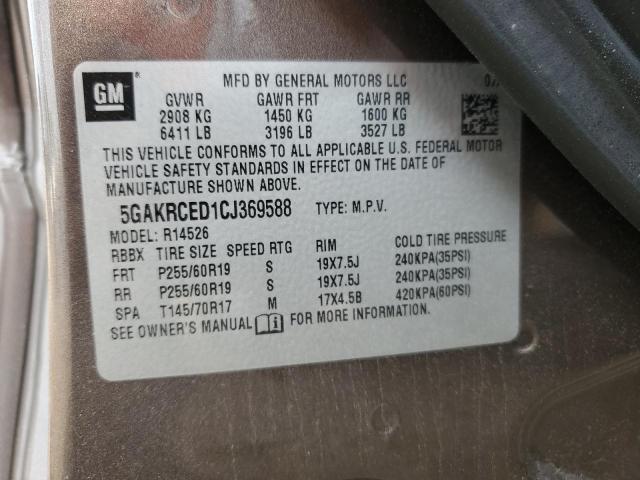 GM ®
MFD BY GENERAL MOTORS LLC
GVWR GAWR FRT GAWR RR
2908 KG 1450 KG 1600 KG
6411 LB 3196 LB 3527 LB
THIS VEHICLE CONFORMS TO ALL APPLICABLE U.S. FEDERAL MOTOR
VEHICLE SAFETY STANDARDS IN EFFECT ON THE DATE OF
MANUFACTURE SHOWN ABOVE.
5GAKRCED1CJ369588 TYPE: M.P.V.
MODEL: R14526
RBBX TIRE SIZE SPEED RTG RIM COLD TIRE PRESSURE
FRT P255/60R19 S 19X7.5J 240KPA(35PSI)
RR P255/60R19 S 19X7.5J 240KPA(35PSI)
SPA T145/70R17 M 17X4.5B 420KPA(60PSI)
SEE OWNER'S MANUAL FOR MORE INFORMATION.